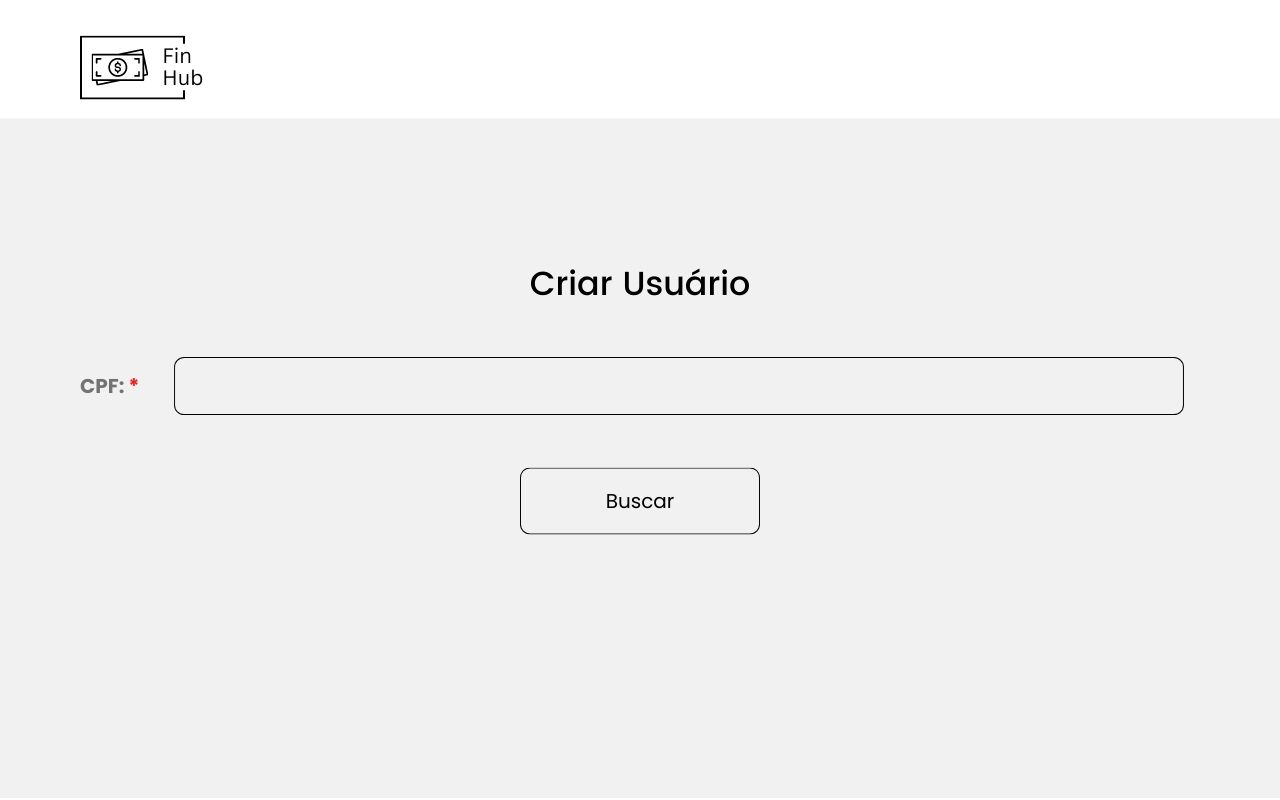 Fin
Hub
Criar Usuário
CPF: *
Buscar